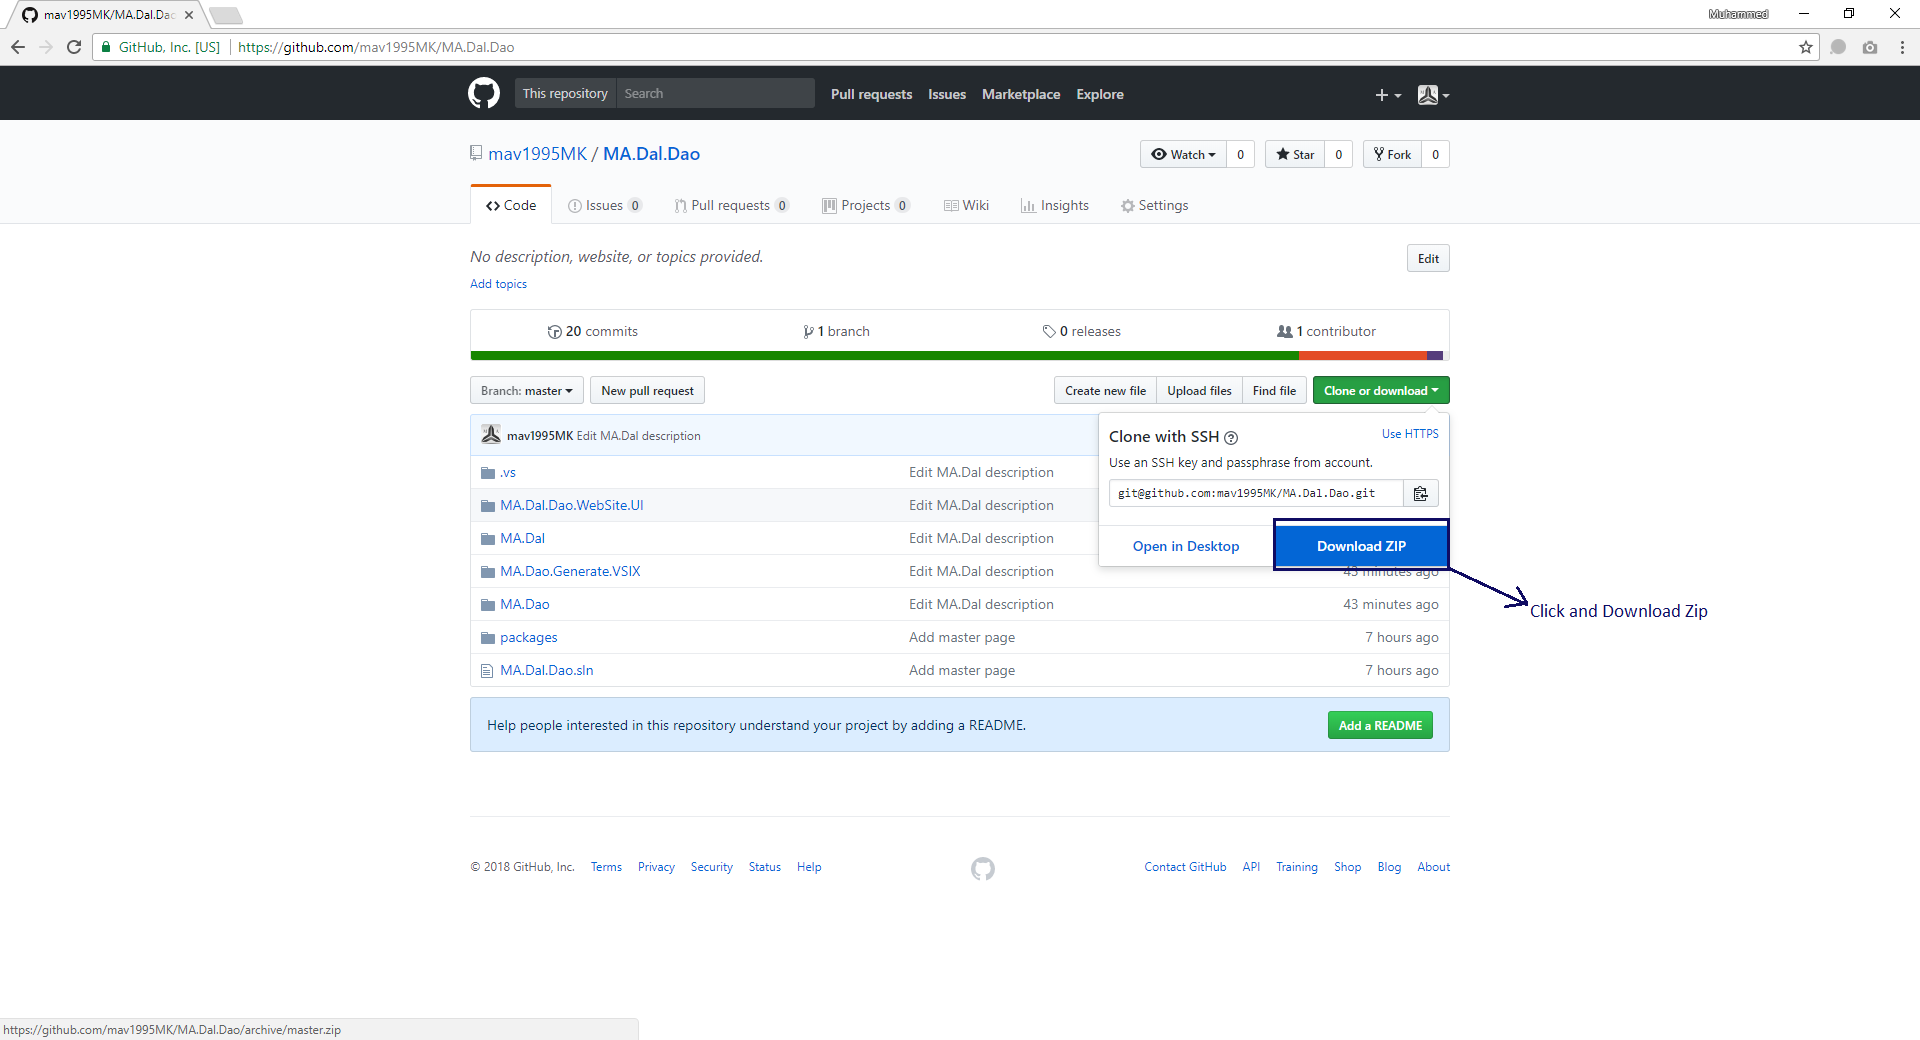 mav1995MK/MA.Dal.Dao
Muhammed
GitHub, Inc. [US] https://github.com/mav1995MK/MA.Dal.Dao
This repository Search Pull requests Issues Marketplace Explore
mav1995MK / MA.Dal.Dao
Watch 0 Star 0 Fork 0
Code Issues 0 Pull requests 0 Projects 0 Wiki Insights Settings
No description, website, or topics provided.
Edit
Add topics
20 commits 1 branch 0 releases 1 contributor
Branch: master New pull request Create new file Upload files Find file Clone or download
mav1995MK Edit MA.Dal description
Clone with SSH Use HTTPS
Use an SSH key and passphrase from account.
git@github.com:mav1995MK/MA.Dal.Dao.git
Open in Desktop Download ZIP
.vs Edit MA.Dal description
MA.Dal.Dao.WebSite.UI Edit MA.Dal description
MA.Dal Edit MA.Dal description
MA.Dao.Generate.VSIX Edit MA.Dal description 43 minutes ago
MA.Dao Edit MA.Dal description 43 minutes ago
Click and Download Zip
packages Add master page 7 hours ago
MA.Dal.Dao.sln Add master page 7 hours ago
Help people interested in this repository understand your project by adding a README. Add a README
© 2018 GitHub, Inc. Terms Privacy Security Status Help Contact GitHub API Training Shop Blog About
https://github.com/mav1995MK/MA.Dal.Dao/archive/master.zip